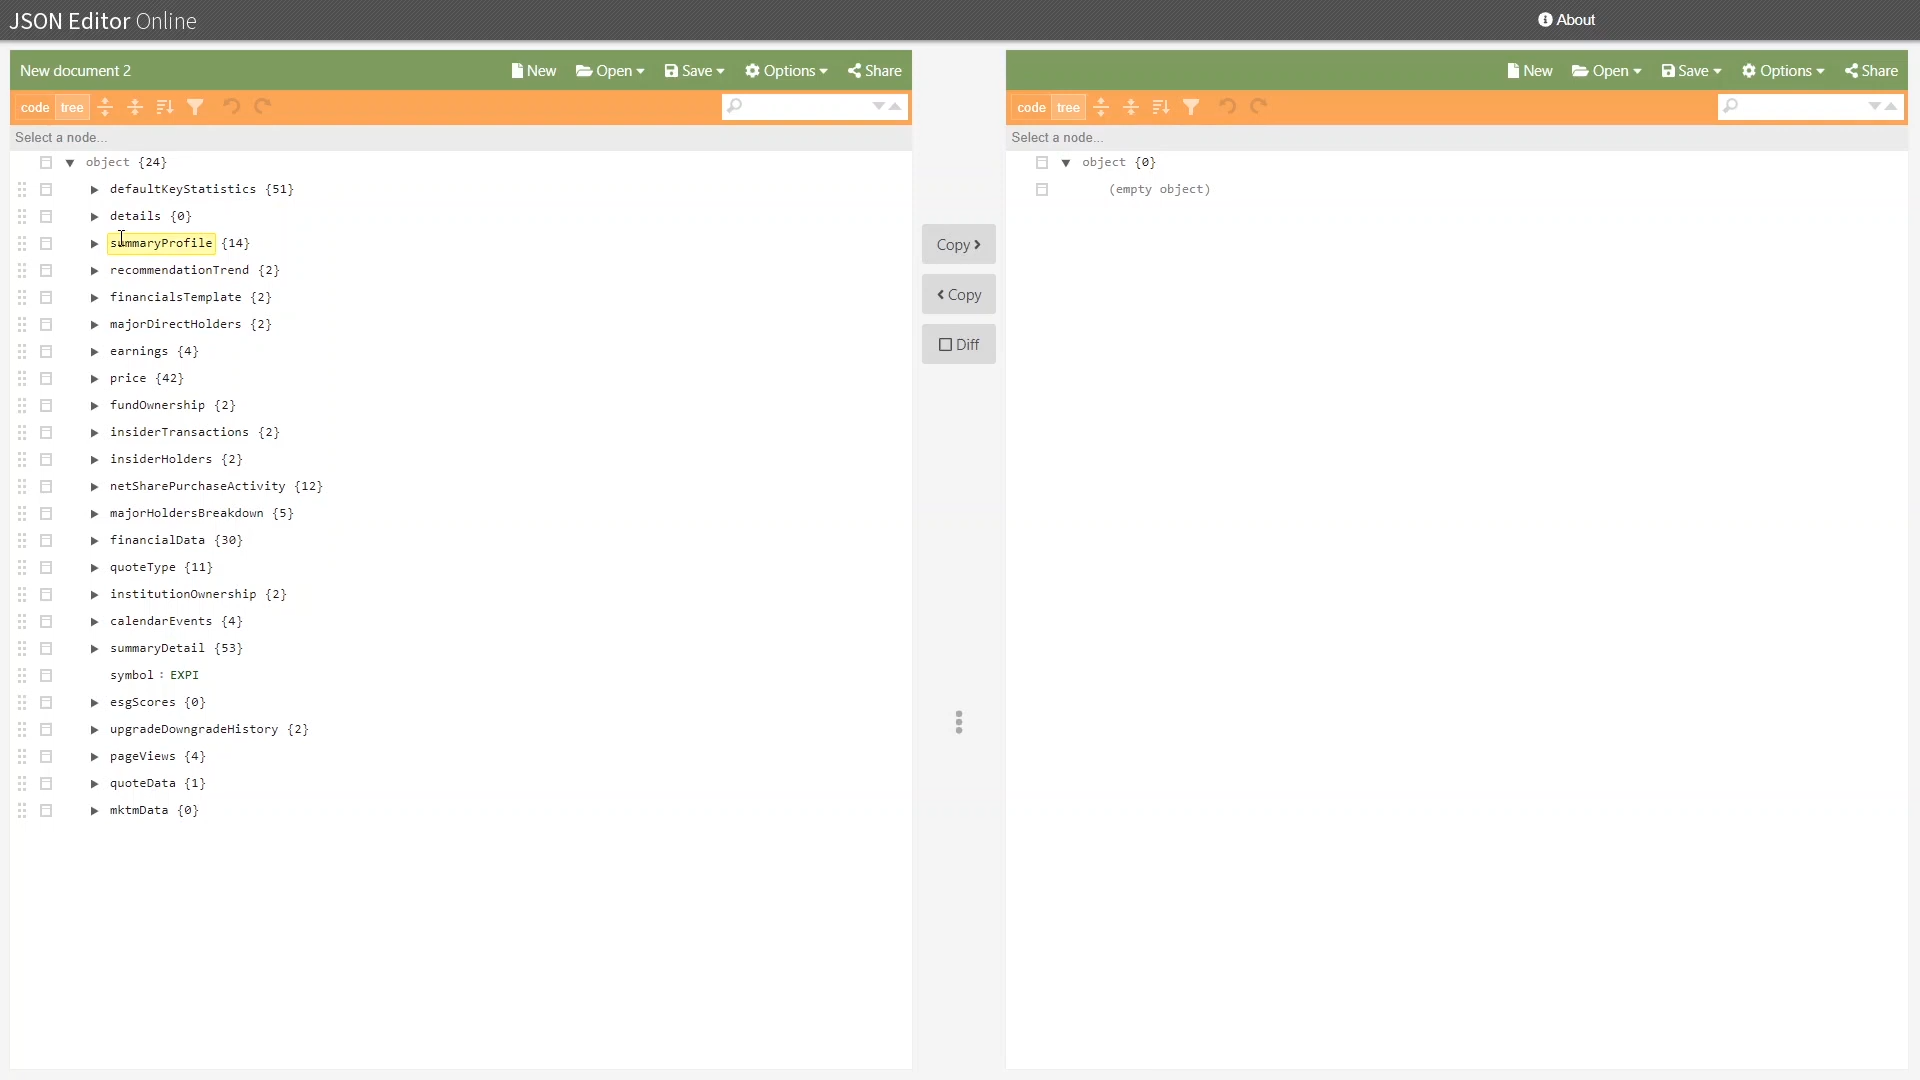 JSON Editor Online
About
New document 2
New
Open
Save
Options
Share
code
tree
Select a node...
object {24}
defaultKeyStatistics {51}
details {0}
summaryProfile {14}
recommendationTrend {2}
financialsTemplate {2}
majorDirectHolders {2}
earnings {4}
price {42}
fundOwnership {2}
insiderTransactions {2}
insiderHolders {2}
netSharePurchaseActivity {12}
majorHoldersBreakdown {5}
financialData {30}
quoteType {11}
institutionOwnership {2}
calendarEvents {4}
summaryDetail {53}
symbol : EXPI
esgScores {0}
upgradeDowngradeHistory {2}
pageViews {4}
quoteData {1}
mktmData {0}
Copy
Copy
Diff
New
Open
Save
Options
Share
code
tree
Select a node...
object {0}
(empty object)